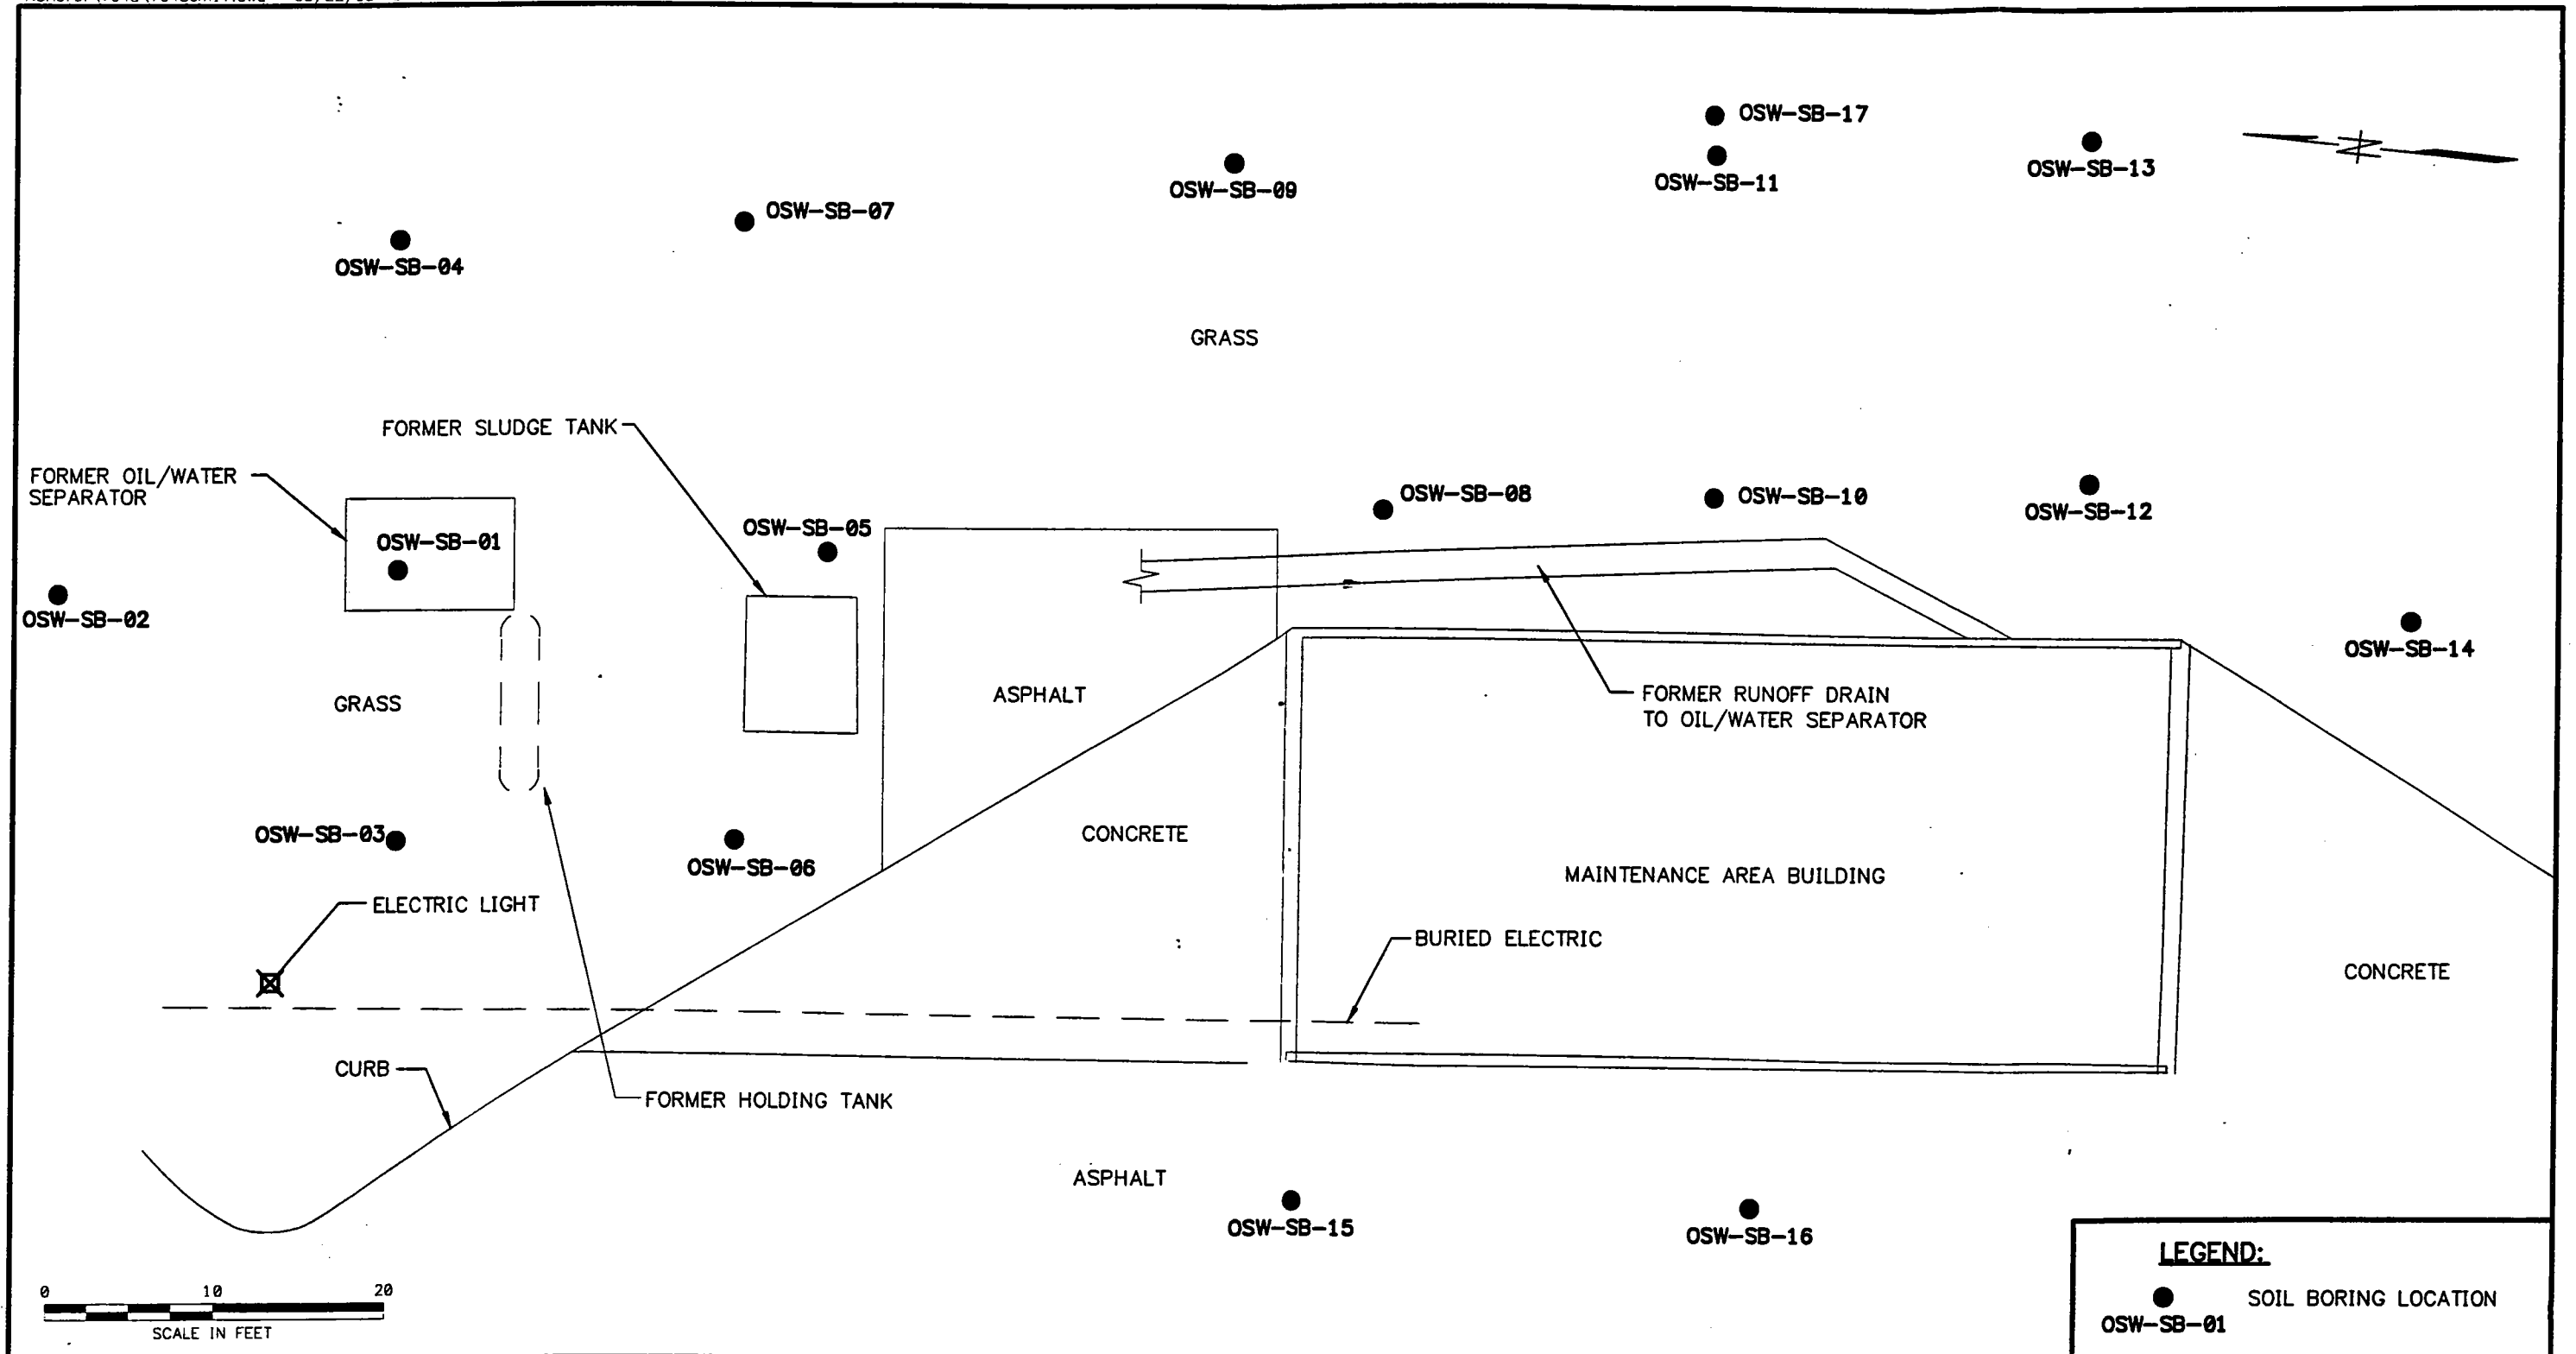 OSW-SB-17
OSW-SB-13
OSW-SB-11
OSW-SB-09
OSW-SB-07
OSW-SB-04
N
GRASS
FORMER SLUDGE TANK
FORMER OIL/WATER
SEPARATOR
OSW-SB-01
OSW-SB-02
OSW-SB-05
OSW-SB-08
OSW-SB-10
OSW-SB-12
OSW-SB-14
GRASS
ASPHALT
FORMER RUNOFF DRAIN
TO OIL/WATER SEPARATOR
OSW-SB-03
OSW-SB-06
CONCRETE
MAINTENANCE AREA BUILDING
ELECTRIC LIGHT
BURIED ELECTRIC
CONCRETE
CURB
FORMER HOLDING TANK
ASPHALT
OSW-SB-15
OSW-SB-16
0 10 20
SCALE IN FEET
LEGEND:
SOIL BORING LOCATION
OSW-SB-01